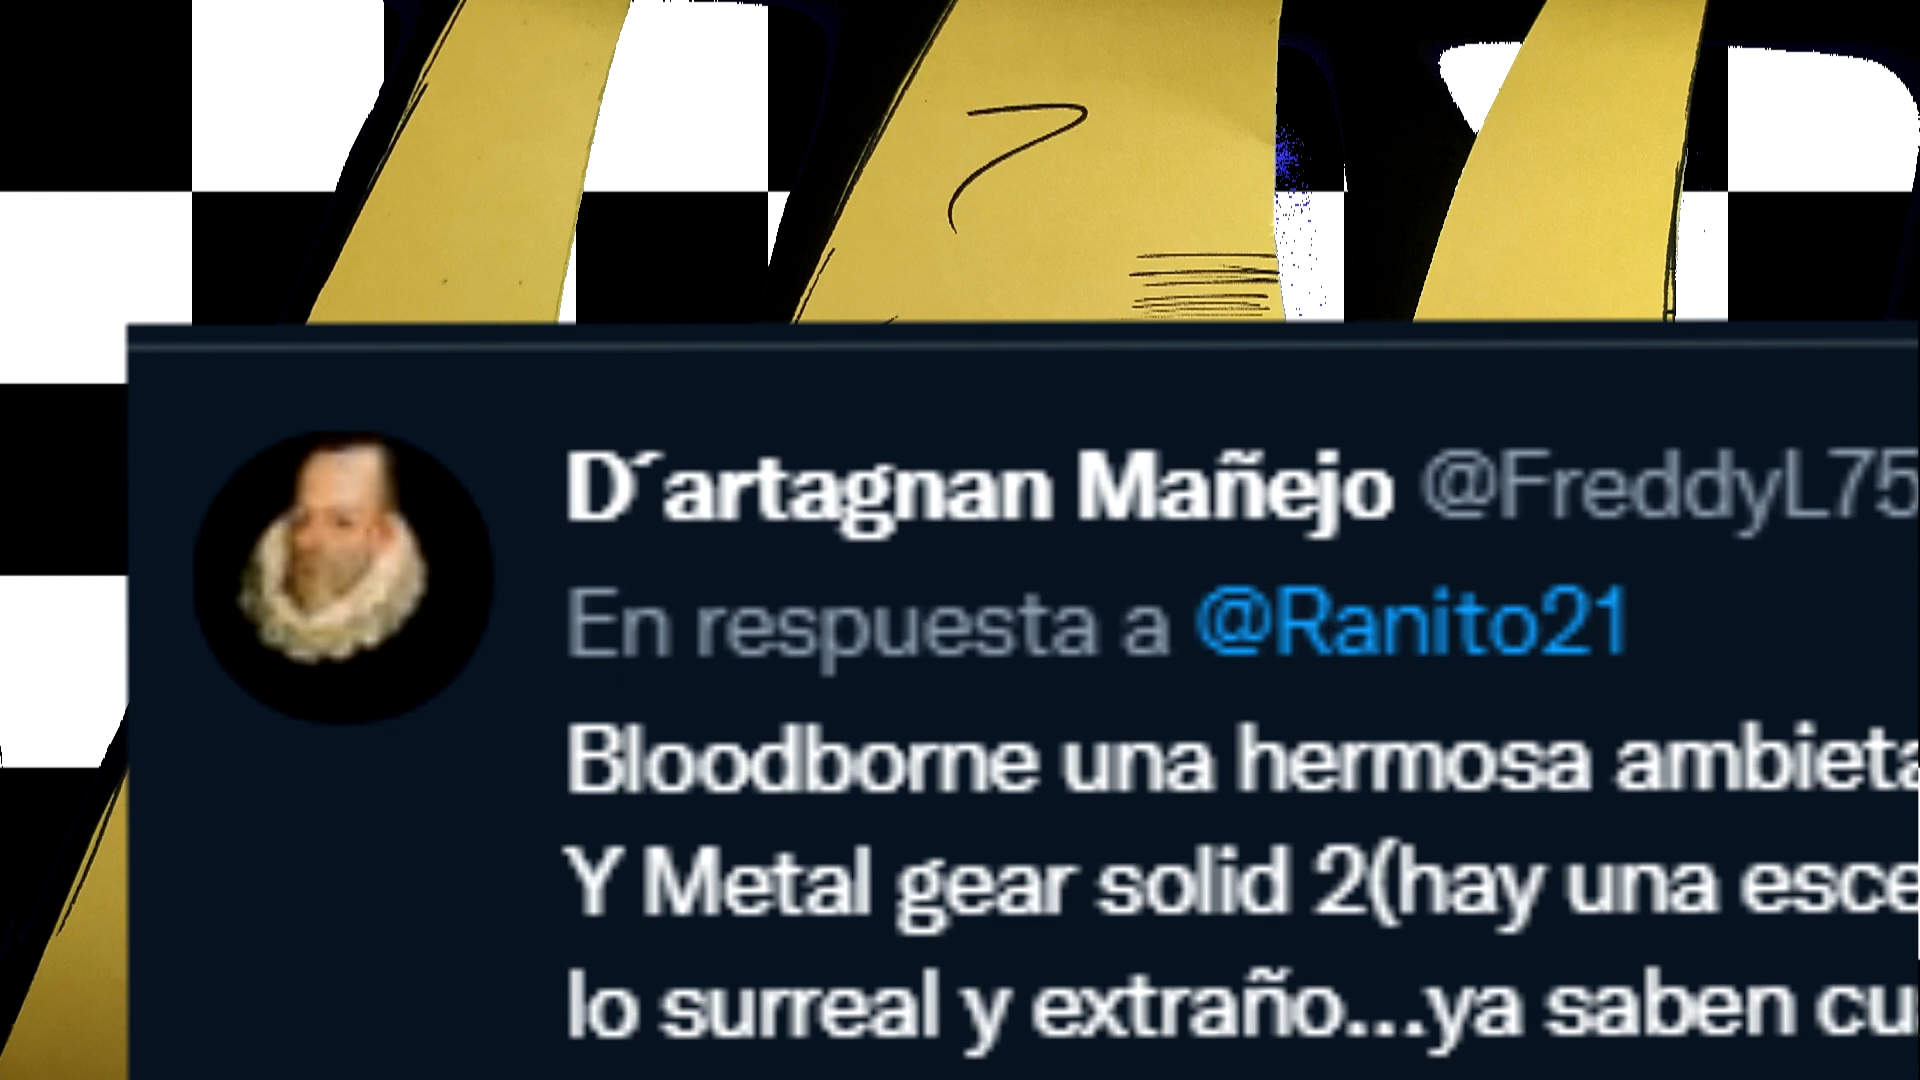 D´artagnan Mañejo @FreddyL75
En respuesta a @Ranito21
Bloodborne una hermosa ambieta
Y Metal gear solid 2(hay una esce
lo surreal y extraño...ya saben cu